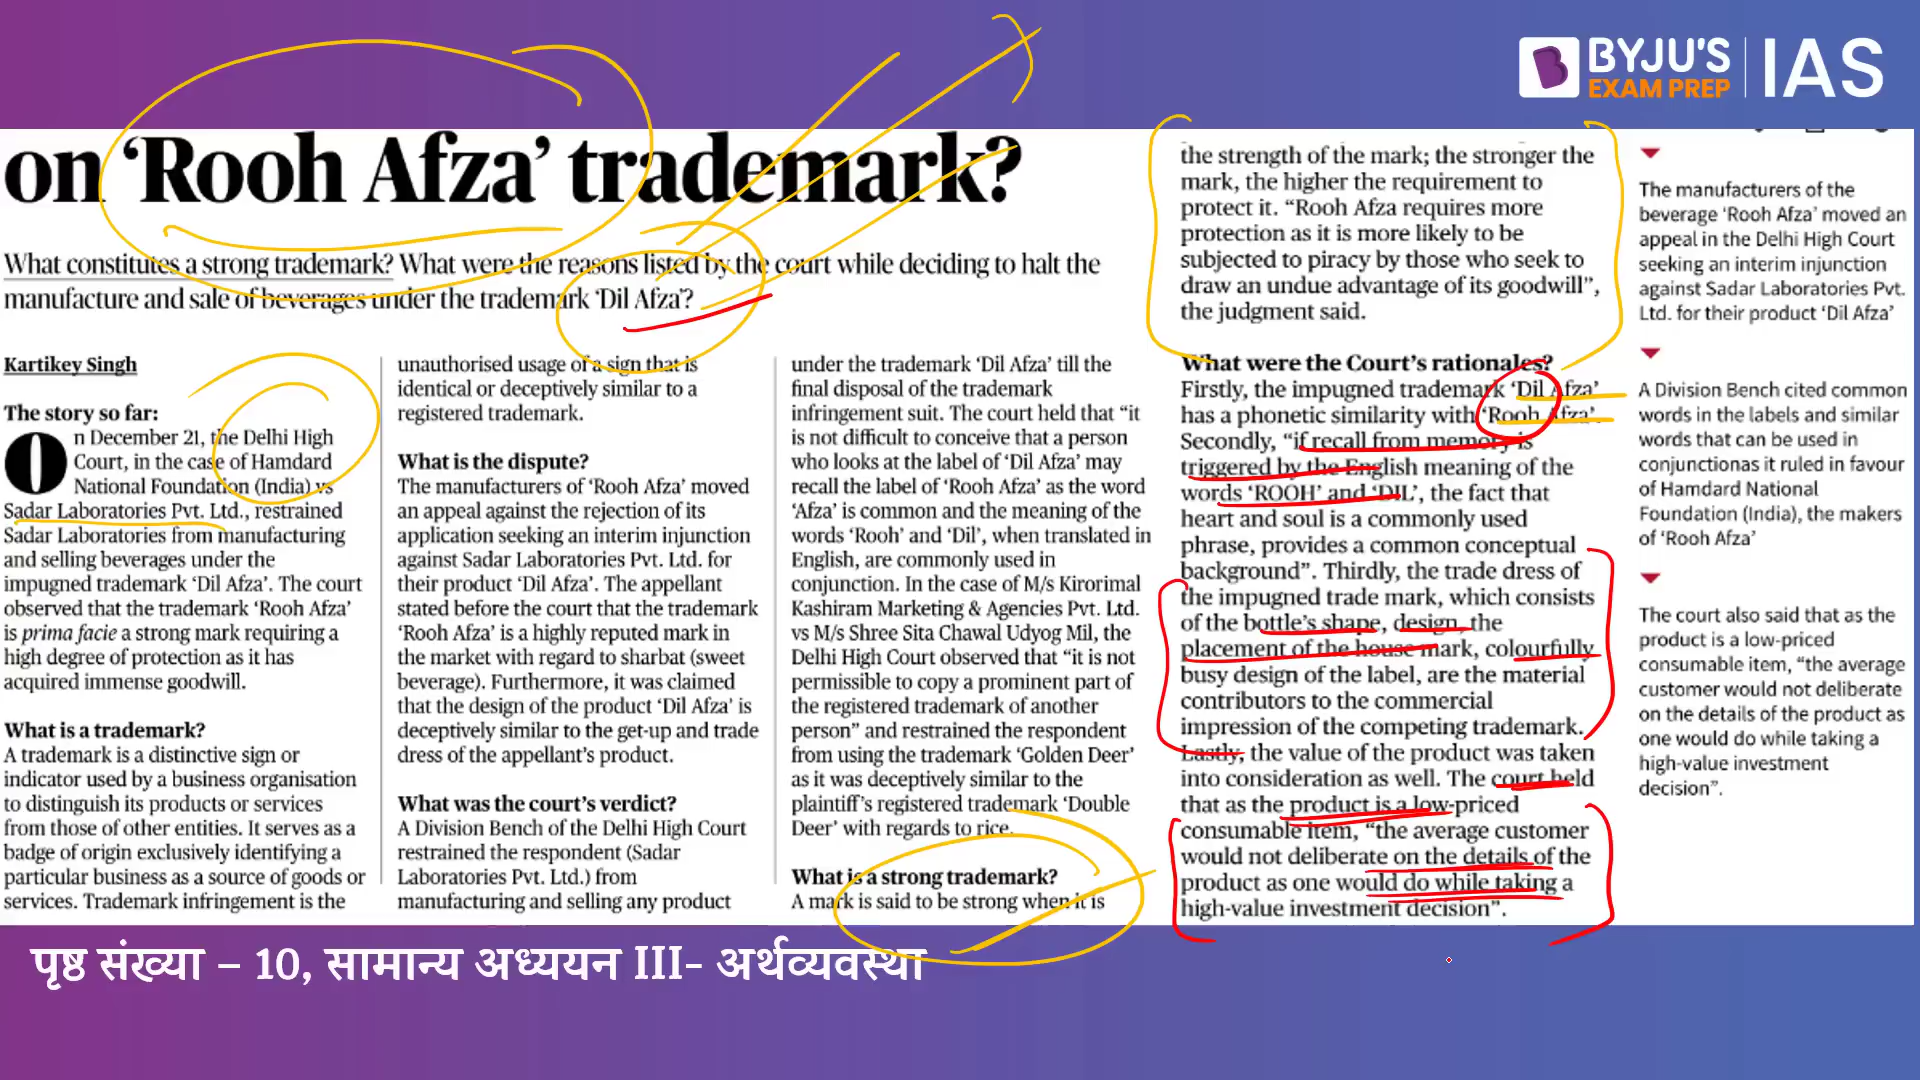 BYJU'S
EXAM PREP
IAS
on ‘Rooh Afza’ trademark?
What constitutes a strong trademark? What were the reasons listed by the court while deciding to halt the
manufacture and sale of beverages under the trademark ‘Dil Afza’?
Kartikey Singh
The story so far:
On December 21, the Delhi High
Court, in the case of Hamdard
National Foundation (India) vs
Sadar Laboratories Pvt. Ltd., restrained
Sadar Laboratories from manufacturing
and selling beverages under the
impugned trademark ‘Dil Afza’. The court
observed that the trademark ‘Rooh Afza’
is prima facie a strong mark requiring a
high degree of protection as it has
acquired immense goodwill.
What is a trademark?
A trademark is a distinctive sign or
indicator used by a business organisation
to distinguish its products or services
from those of other entities. It serves as a
badge of origin exclusively identifying a
particular business as a source of goods or
services. Trademark infringement is the
unauthorised usage of a sign that is
identical or deceptively similar to a
registered trademark.
What is the dispute?
The manufacturers of ‘Rooh Afza’ moved
an appeal against the rejection of its
application seeking an interim injunction
against Sadar Laboratories Pvt. Ltd. for
their product ‘Dil Afza’. The appellant
stated before the court that the trademark
‘Rooh Afza’ is a highly reputed mark in
the market with regard to sharbat (sweet
beverage). Furthermore, it was claimed
that the design of the product ‘Dil Afza’ is
deceptively similar to the get-up and trade
dress of the appellant’s product.
What was the court’s verdict?
A Division Bench of the Delhi High Court
restrained the respondent (Sadar
Laboratories Pvt. Ltd.) from
manufacturing and selling any product
under the trademark ‘Dil Afza’ till the
final disposal of the trademark
infringement suit. The court held that “it
is not difficult to conceive that a person
who looks at the label of ‘Dil Afza’ may
recall the label of ‘Rooh Afza’ as the word
‘Afza’ is common and the meaning of the
words ‘Rooh’ and ‘Dil’, when translated in
English, are commonly used in
conjunction. In the case of M/s Kirorimal
Kashiram Marketing & Agencies Pvt. Ltd.
vs M/s Shree Sita Chawal Udyog Mil, the
Delhi High Court observed that “it is not
permissible to copy a prominent part of
the registered trademark of another
person” and restrained the respondent
from using the trademark ‘Golden Deer’
as it was deceptively similar to the
plaintiff’s registered trademark ‘Double
Deer’ with regards to rice.
What is a strong trademark?
A mark is said to be strong when it is
the strength of the mark; the stronger the
mark, the higher the requirement to
protect it. “Rooh Afza requires more
protection as it is more likely to be
subjected to piracy by those who seek to
draw an undue advantage of its goodwill”,
the judgment said.
What were the Court’s rationales?
Firstly, the impugned trademark ‘Dil Afza’
has a phonetic similarity with ‘Rooh Afza’.
Secondly, “if recall from memory is
triggered by the English meaning of the
words ‘ROOH’ and ‘DIL’, the fact that
heart and soul is a commonly used
phrase, provides a common conceptual
background”. Thirdly, the trade dress of
the impugned trade mark, which consists
of the bottle’s shape, design, the
placement of the house mark, colourfully
busy design of the label, are the material
contributors to the commercial
impression of the competing trademark.
Lastly, the value of the product was taken
into consideration as well. The court held
that as the product is a low-priced
consumable item, “the average customer
would not deliberate on the details of the
product as one would do while taking a
high-value investment decision”.
The manufacturers of the
beverage ‘Rooh Afza’ moved an
appeal in the Delhi High Court
seeking an interim injunction
against Sadar Laboratories Pvt.
Ltd. for their product ‘Dil Afza’
A Division Bench cited common
words in the labels and similar
words that can be used in
conjunctionas it ruled in favour
of Hamdard National
Foundation (India), the makers
of ‘Rooh Afza’
The court also said that as the
product is a low-priced
consumable item, “the average
customer would not deliberate
on the details of the product as
one would do while taking a
high-value investment
decision”.
पृष्ठ संख्या – 10, सामान्य अध्ययन III- अर्थव्यवस्था